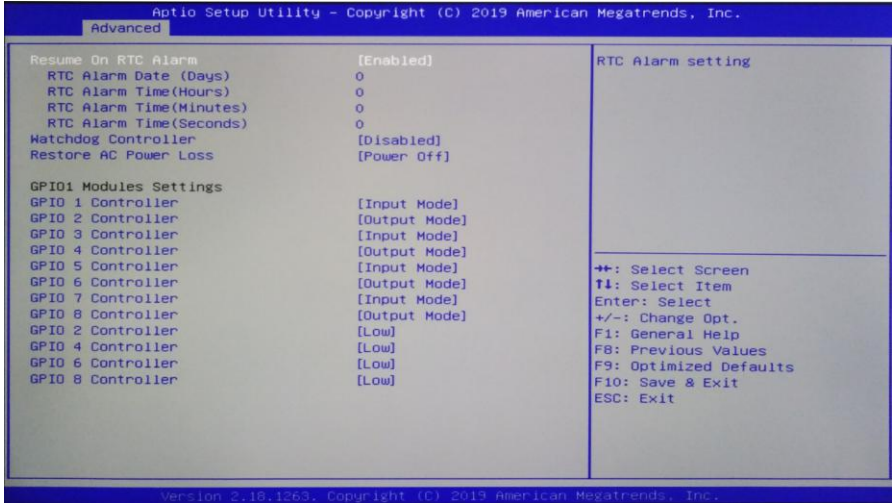 Aptio Setup Utility – Copyright (C) 2019 American Megatrends, Inc.
Advanced
Resume On RTC Alarm [Enabled]
RTC Alarm Date (Days) 0
RTC Alarm Time(Hours) 0
RTC Alarm Time(Minutes) 0
RTC Alarm Time(Seconds) 0
Watchdog Controller [Disabled]
Restore AC Power Loss [Power Off]
GPIO1 Modules Settings
GPIO 1 Controller [Input Mode]
GPIO 2 Controller [Output Mode]
GPIO 3 Controller [Input Mode]
GPIO 4 Controller [Output Mode]
GPIO 5 Controller [Input Mode]
GPIO 6 Controller [Output Mode]
GPIO 7 Controller [Input Mode]
GPIO 8 Controller [Output Mode]
GPIO 2 Controller [Low]
GPIO 4 Controller [Low]
GPIO 6 Controller [Low]
GPIO 8 Controller [Low]
RTC Alarm setting
→←: Select Screen
↑↓: Select Item
Enter: Select
+/-: Change Opt.
F1: General Help
F8: Previous Values
F9: Optimized Defaults
F10: Save & Exit
ESC: Exit
Version 2.18.1263. Copyright (C) 2019 American Megatrends, Inc.